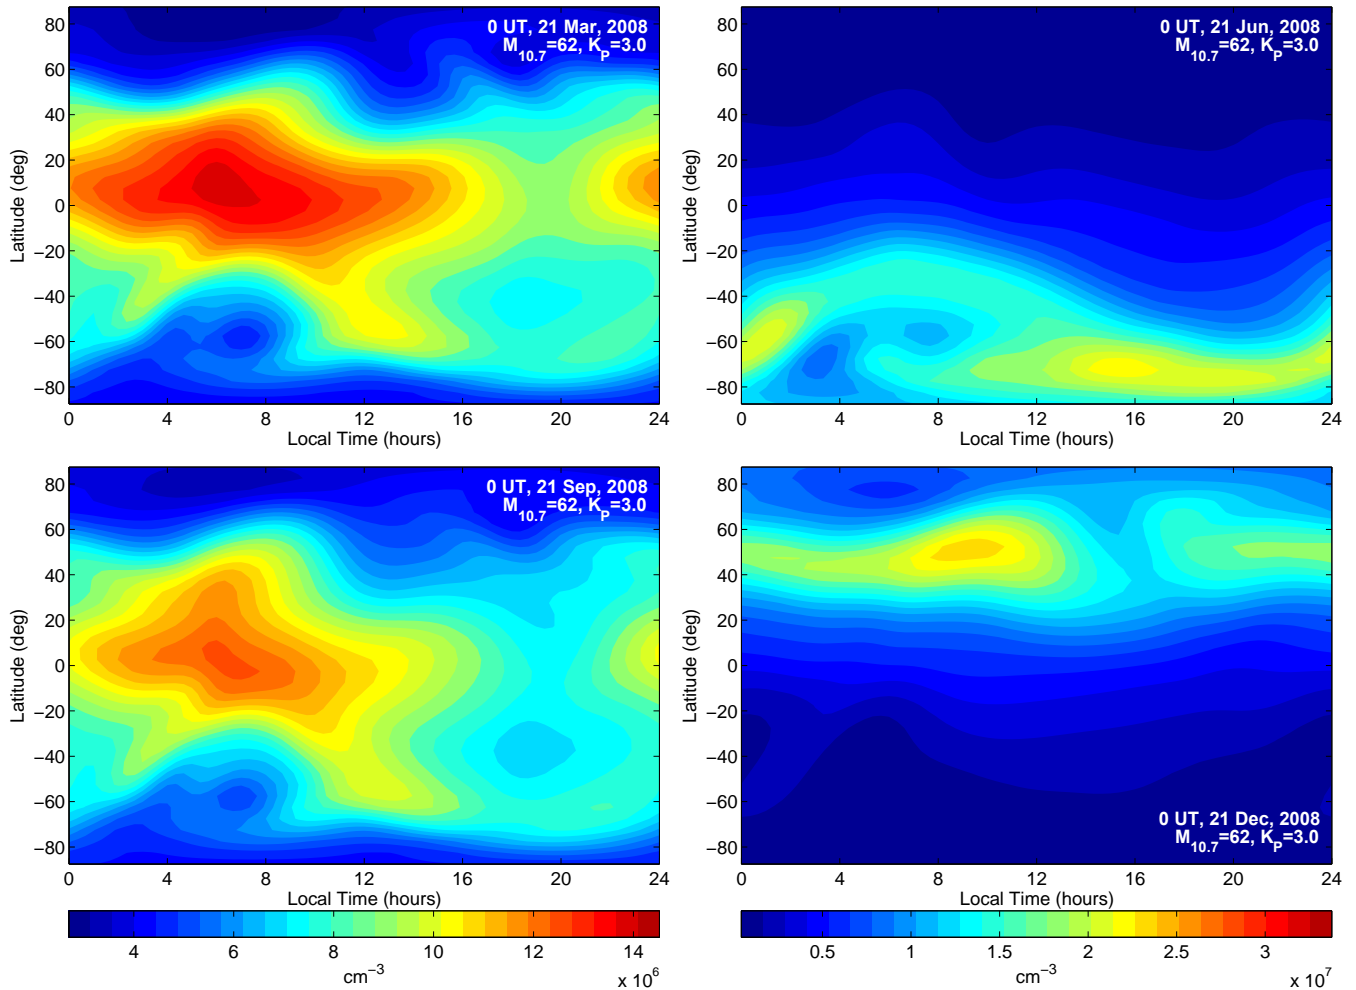 0 UT, 21 Mar, 2008
M10.7=62, KP=3.0
80
60
40
20
0
−20
−40
−60
−80
Latitude (deg)
0 4 8 12 16 20 24
Local Time (hours)
0 UT, 21 Jun, 2008
M10.7=62, KP=3.0
80
60
40
20
0
−20
−40
−60
−80
Latitude (deg)
0 4 8 12 16 20 24
Local Time (hours)
0 UT, 21 Sep, 2008
M10.7=62, KP=3.0
80
60
40
20
0
−20
−40
−60
−80
Latitude (deg)
0 4 8 12 16 20 24
Local Time (hours)
0 UT, 21 Dec, 2008
M10.7=62, KP=3.0
80
60
40
20
0
−20
−40
−60
−80
Latitude (deg)
0 4 8 12 16 20 24
Local Time (hours)
4 6 8 10 12 14
cm−3
x 10^6
0.5 1 1.5 2 2.5 3
cm−3
x 10^7